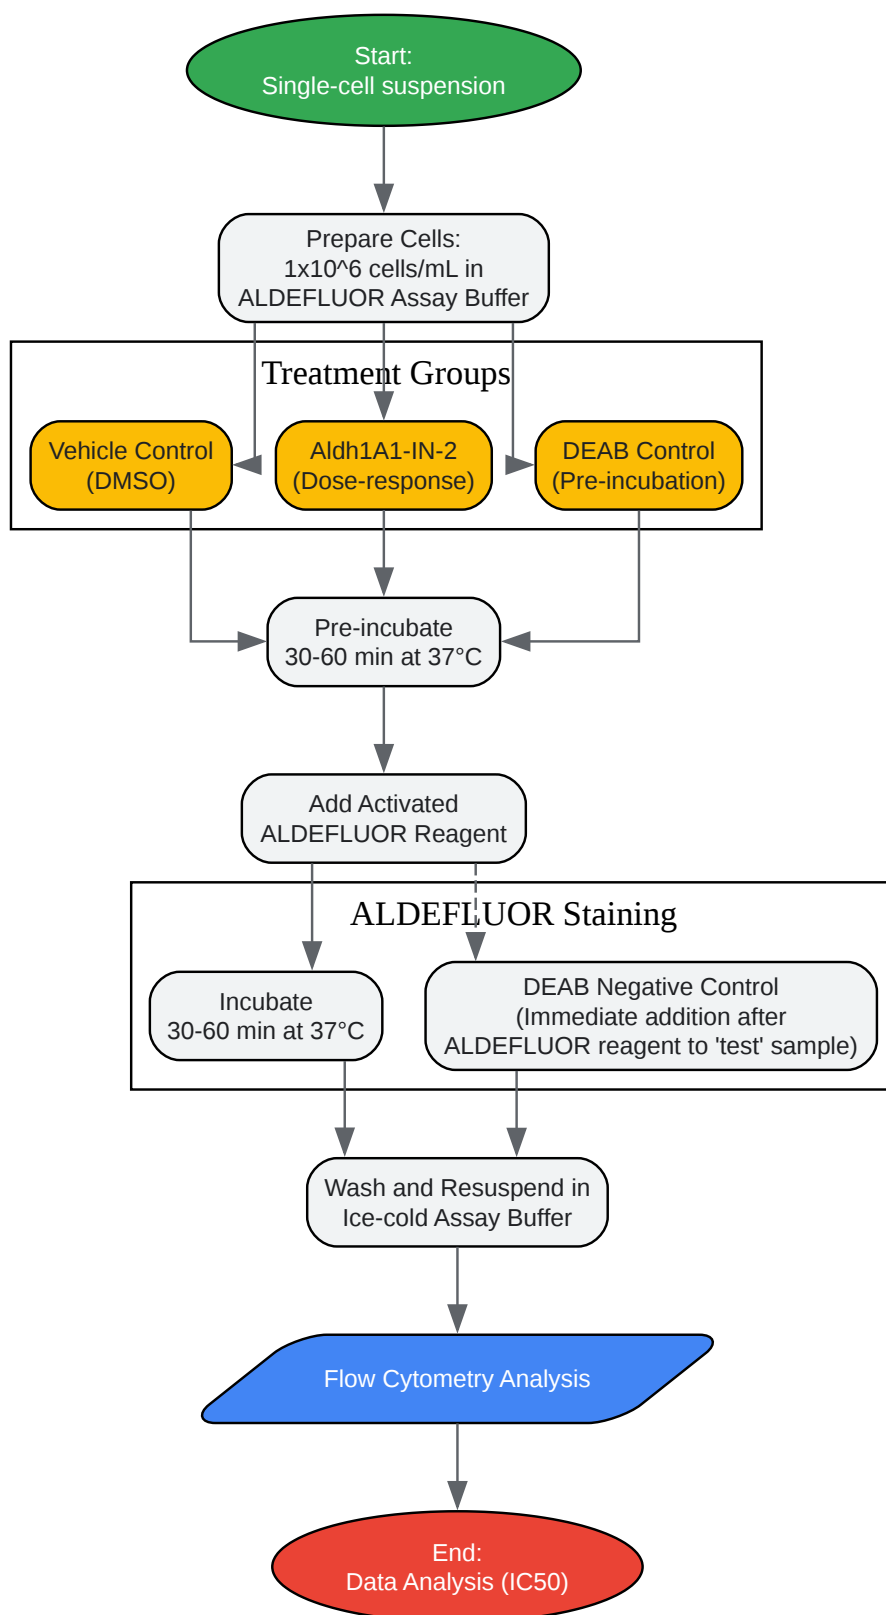 Start:
Single-cell suspension
Prepare Cells:
1x10^6 cells/mL in
ALDEFLUOR Assay Buffer
Treatment Groups
Vehicle Control
(DMSO)
Aldh1A1-IN-2
(Dose-response)
DEAB Control
(Pre-incubation)
Pre-incubate
30-60 min at 37°C
Add Activated
ALDEFLUOR Reagent
ALDEFLUOR Staining
Incubate
30-60 min at 37°C
DEAB Negative Control
(Immediate addition after
ALDEFLUOR reagent to 'test' sample)
Wash and Resuspend in
Ice-cold Assay Buffer
Flow Cytometry Analysis
End:
Data Analysis (IC50)